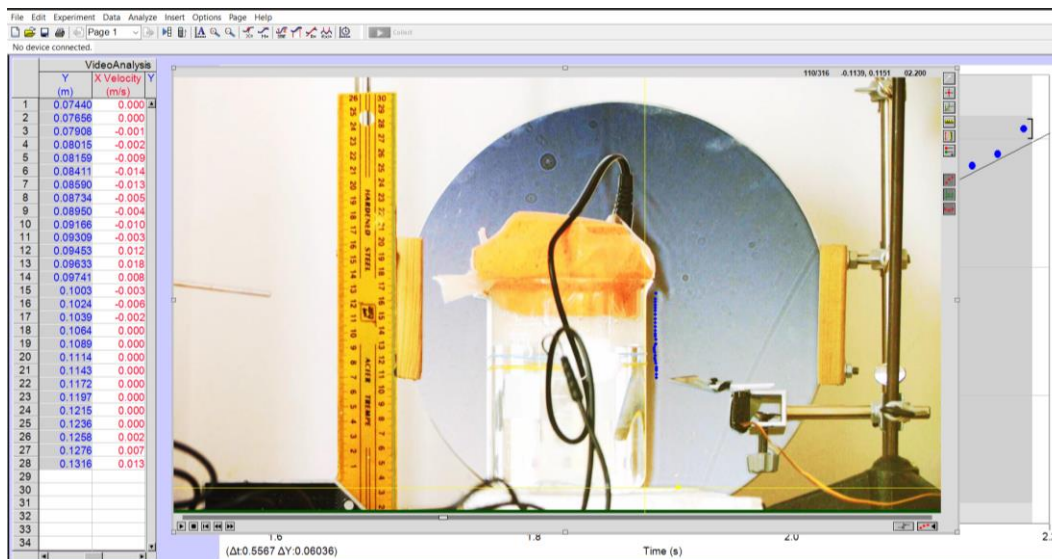 File Edit Experiment Data Analyze Insert Options Page Help
Page 1
Collect
No device connected.
VideoAnalysis
Y X Velocity Y
(m) (m/s)
1 0.07440 0.000
2 0.07656 0.000
3 0.07908 -0.001
4 0.08015 -0.002
5 0.08159 -0.009
6 0.08411 -0.014
7 0.08590 -0.013
8 0.08734 -0.005
9 0.08950 -0.004
10 0.09166 -0.010
11 0.09309 -0.003
12 0.09453 0.012
13 0.09633 0.018
14 0.09741 0.008
15 0.1003 -0.003
16 0.1024 -0.006
17 0.1039 -0.002
18 0.1064 0.000
19 0.1089 0.000
20 0.1114 0.000
21 0.1143 0.000
22 0.1172 0.000
23 0.1197 0.000
24 0.1215 0.000
25 0.1236 0.000
26 0.1258 0.002
27 0.1276 0.007
28 0.1316 0.013
29
30
31
32
33
34
110/316 -0.1139, 0.1151 02.200
HARDENED STEEL
ACIER TREMPE
1.6 1.8 2.0
(Δt:0.5567 ΔY:0.06036) Time (s)